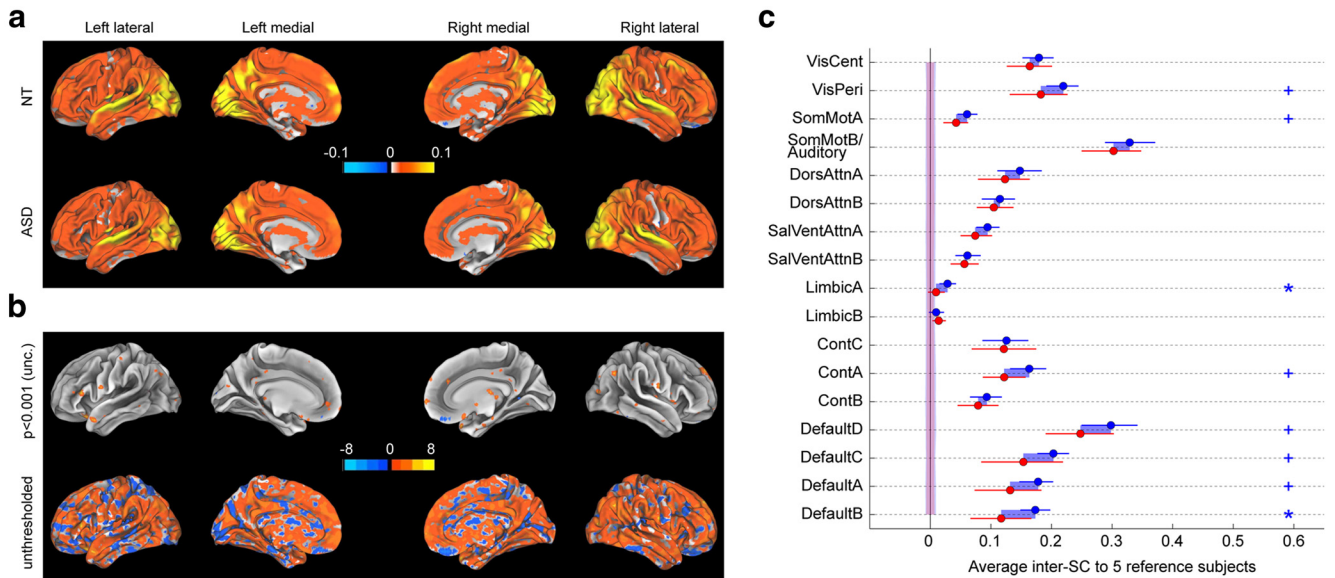 a
Left lateral
Left medial
Right medial
Right lateral
NT
-0.1
0
0.1
ASD
b
p<0.001 (unc.)
-8
0
8
unthresholded
c
VisCent
VisPeri
+
SomMotA
+
SomMotB/
Auditory
DorsAttnA
DorsAttnB
SalVentAttnA
SalVentAttnB
LimbicA
*
LimbicB
ContC
ContA
+
ContB
DefaultD
+
DefaultC
+
DefaultA
+
DefaultB
*
0
0.1
0.2
0.3
0.4
0.5
0.6
Average inter-SC to 5 reference subjects